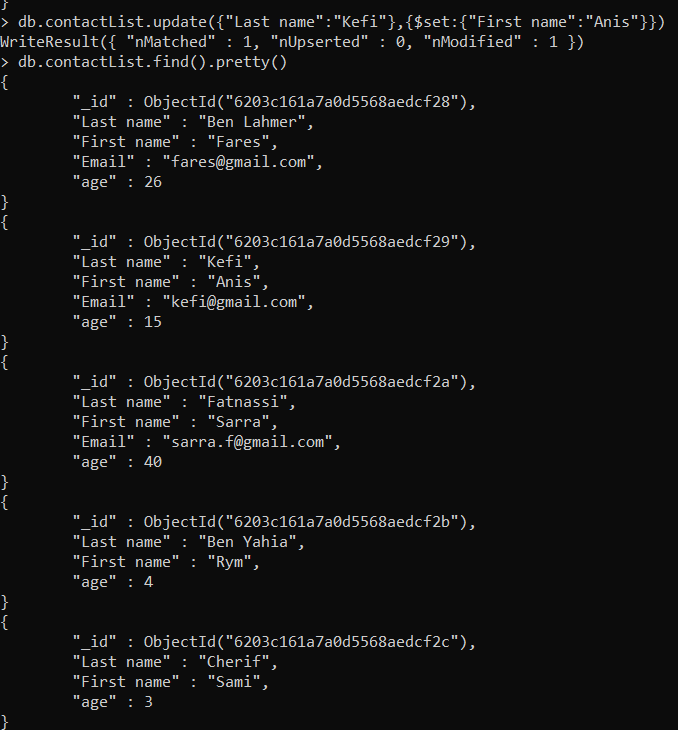 }
> db.contactList.update({"Last name":"Kefi"},{$set:{"First name":"Anis"}})
WriteResult({ "nMatched" : 1, "nUpserted" : 0, "nModified" : 1 })
> db.contactList.find().pretty()
{
        "_id" : ObjectId("6203c161a7a0d5568aedcf28"),
        "Last name" : "Ben Lahmer",
        "First name" : "Fares",
        "Email" : "fares@gmail.com",
        "age" : 26
}
{
        "_id" : ObjectId("6203c161a7a0d5568aedcf29"),
        "Last name" : "Kefi",
        "First name" : "Anis",
        "Email" : "kefi@gmail.com",
        "age" : 15
}
{
        "_id" : ObjectId("6203c161a7a0d5568aedcf2a"),
        "Last name" : "Fatnassi",
        "First name" : "Sarra",
        "Email" : "sarra.f@gmail.com",
        "age" : 40
}
{
        "_id" : ObjectId("6203c161a7a0d5568aedcf2b"),
        "Last name" : "Ben Yahia",
        "First name" : "Rym",
        "age" : 4
}
{
        "_id" : ObjectId("6203c161a7a0d5568aedcf2c"),
        "Last name" : "Cherif",
        "First name" : "Sami",
        "age" : 3
}